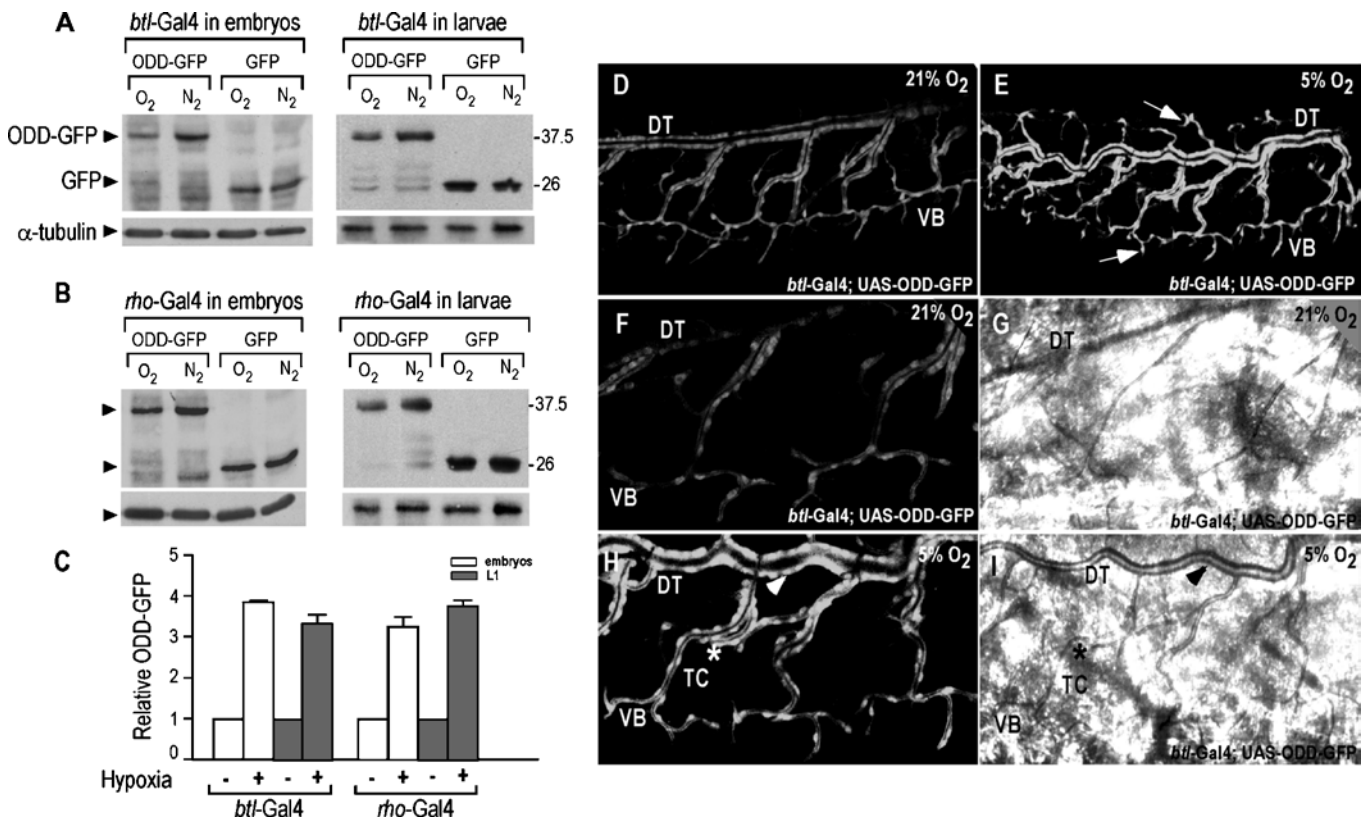 A
btl-Gal4 in embryos
btl-Gal4 in larvae
ODD-GFP GFP
ODD-GFP GFP
O2 N2 O2 N2
O2 N2 O2 N2
ODD-GFP
GFP
α-tubulin
-37.5
-26
B
rho-Gal4 in embryos
rho-Gal4 in larvae
ODD-GFP GFP
ODD-GFP GFP
O2 N2 O2 N2
O2 N2 O2 N2
-37.5
-26
C
Relative ODD-GFP
5
4
3
2
1
0
embryos
L1
Hypoxia - + - + - + - +
btl-Gal4 rho-Gal4
D
21% O2
DT
VB
btl-Gal4; UAS-ODD-GFP
E
5% O2
DT
VB
btl-Gal4; UAS-ODD-GFP
F
21% O2
DT
VB
btl-Gal4; UAS-ODD-GFP
G
21% O2
DT
btl-Gal4; UAS-ODD-GFP
H
5% O2
DT
*
TC
VB
I
5% O2
DT
*
TC
VB
btl-Gal4; UAS-ODD-GFP